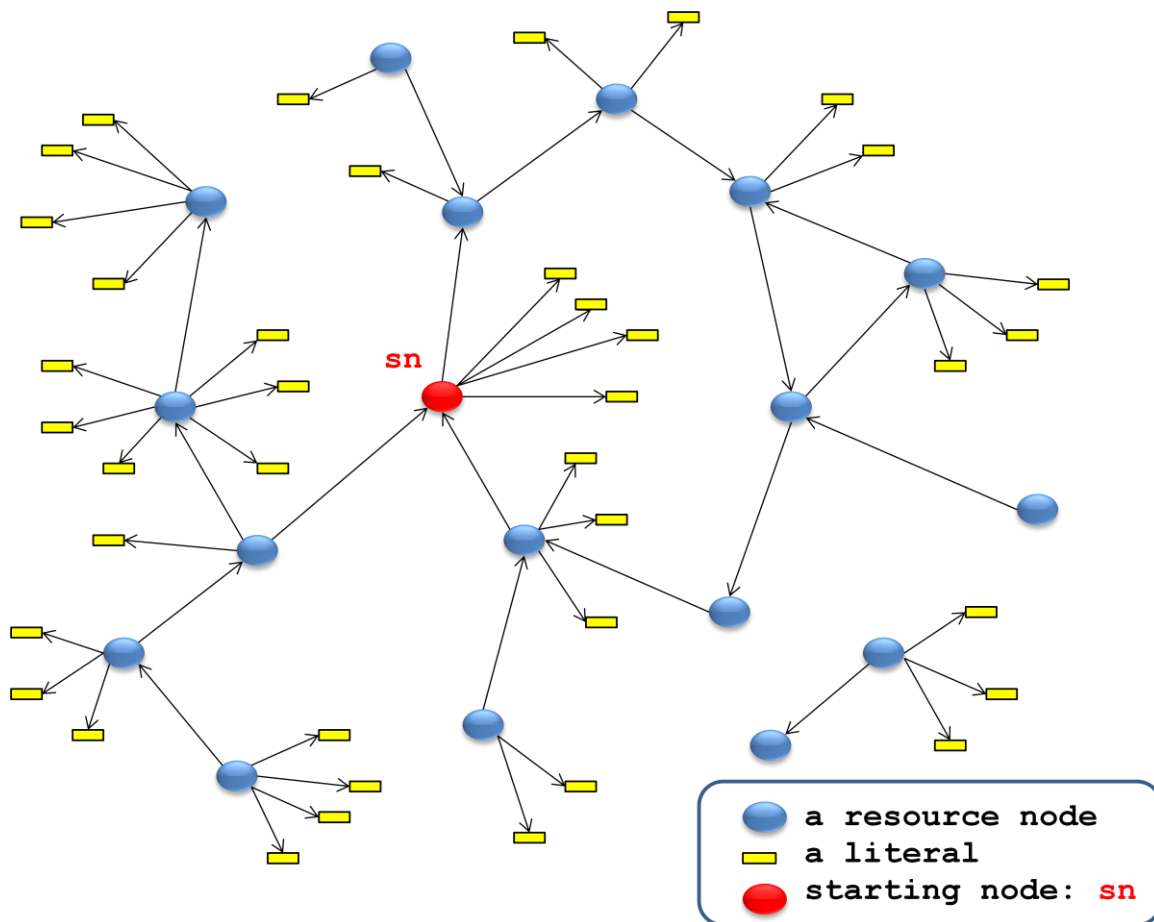 sn
a resource node
a literal
starting node: sn